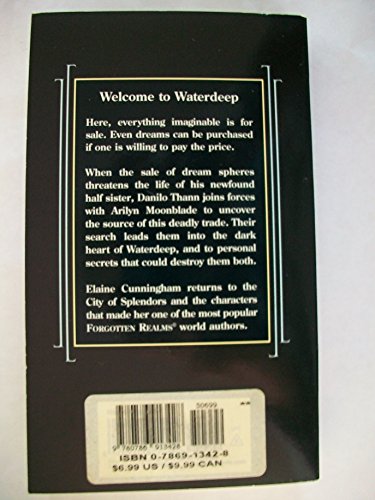 Welcome to Waterdeep
Here, everything imaginable is for
sale. Even dreams can be purchased
if one is willing to pay the price.
When the sale of dream spheres
threatens the life of his newfound
half sister, Danilo Thann joins forces
with Arilyn Moonblade to uncover
the source of this deadly trade. Their
search leads them into the dark
heart of Waterdeep, and to personal
secrets that could destroy them both.
Elaine Cunningham returns to the
City of Splendors and the characters
that made her one of the most popular
FORGOTTEN REALMS® world authors.
50699
9 780786 913428
ISBN 0-7869-1342-8
$6.99 US / $9.99 CAN